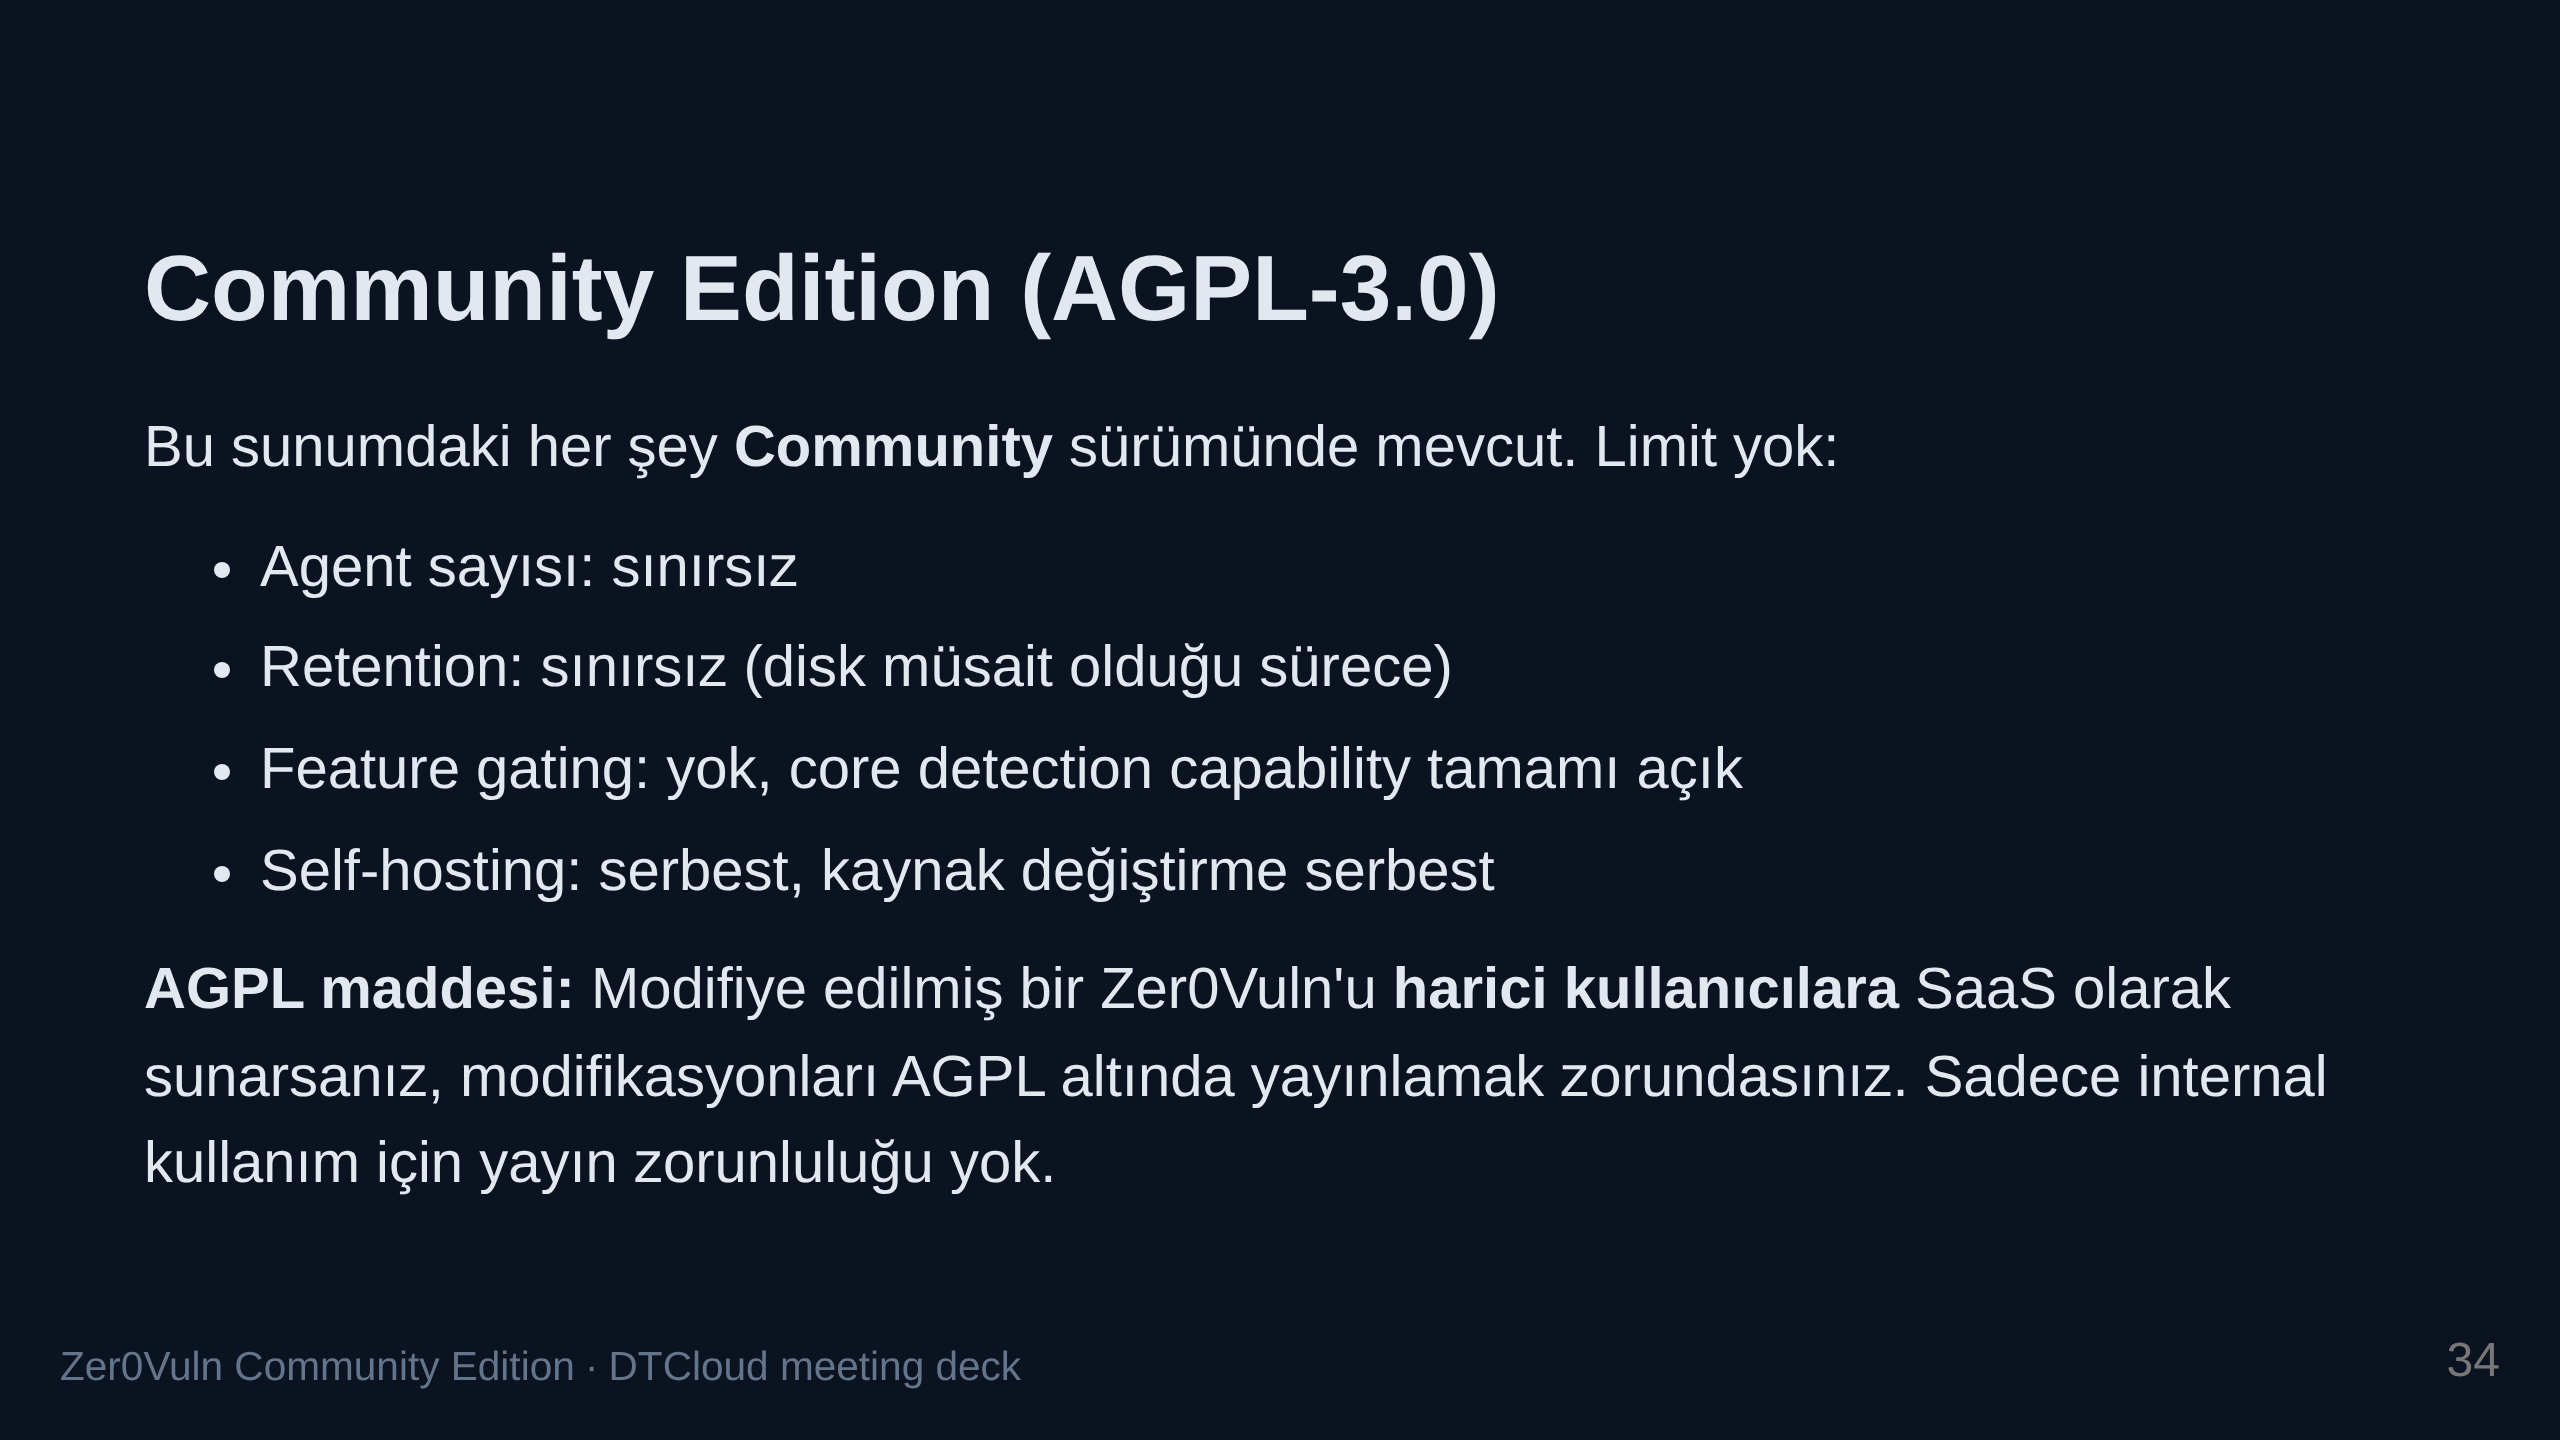 Community Edition (AGPL-3.0)
Bu sunumdaki her şey Community sürümünde mevcut. Limit yok:
• Agent sayısı: sınırsız
• Retention: sınırsız (disk müsait olduğu sürece)
• Feature gating: yok, core detection capability tamamı açık
• Self-hosting: serbest, kaynak değiştirme serbest
AGPL maddesi: Modifiye edilmiş bir Zer0Vuln'u harici kullanıcılara SaaS olarak
sunarsanız, modifikasyonları AGPL altında yayınlamak zorundasınız. Sadece internal
kullanım için yayın zorunluluğu yok.
Zer0Vuln Community Edition · DTCloud meeting deck
34